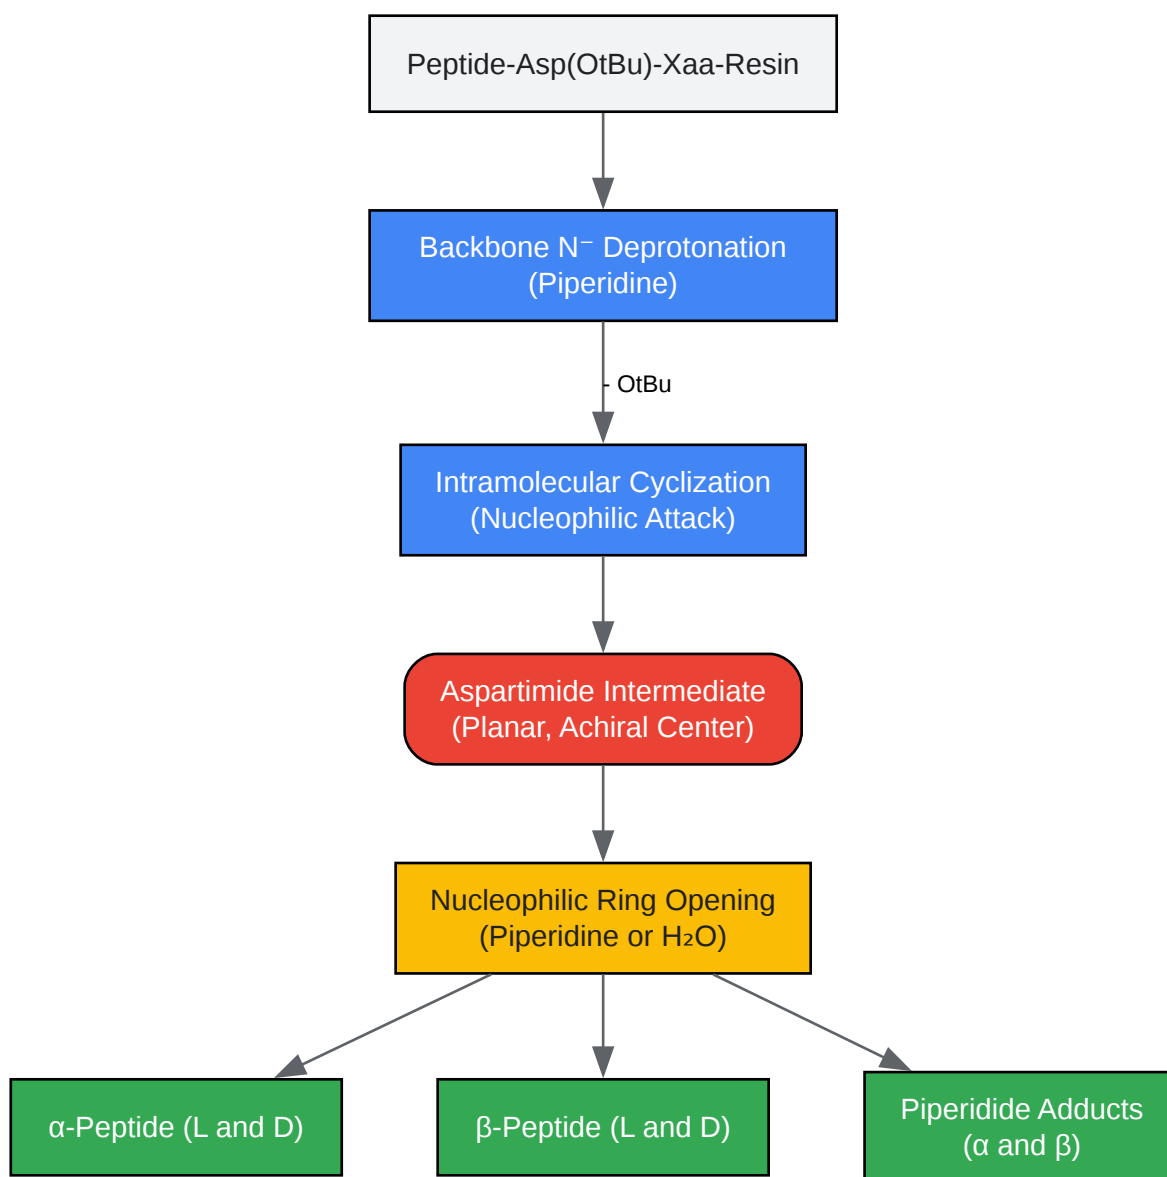 Peptide-Asp(OtBu)-Xaa-Resin
Backbone N⁻ Deprotonation
(Piperidine)
- OtBu
Intramolecular Cyclization
(Nucleophilic Attack)
Aspartimide Intermediate
(Planar, Achiral Center)
Nucleophilic Ring Opening
(Piperidine or H₂O)
α-Peptide (L and D)
β-Peptide (L and D)
Piperidide Adducts
(α and β)